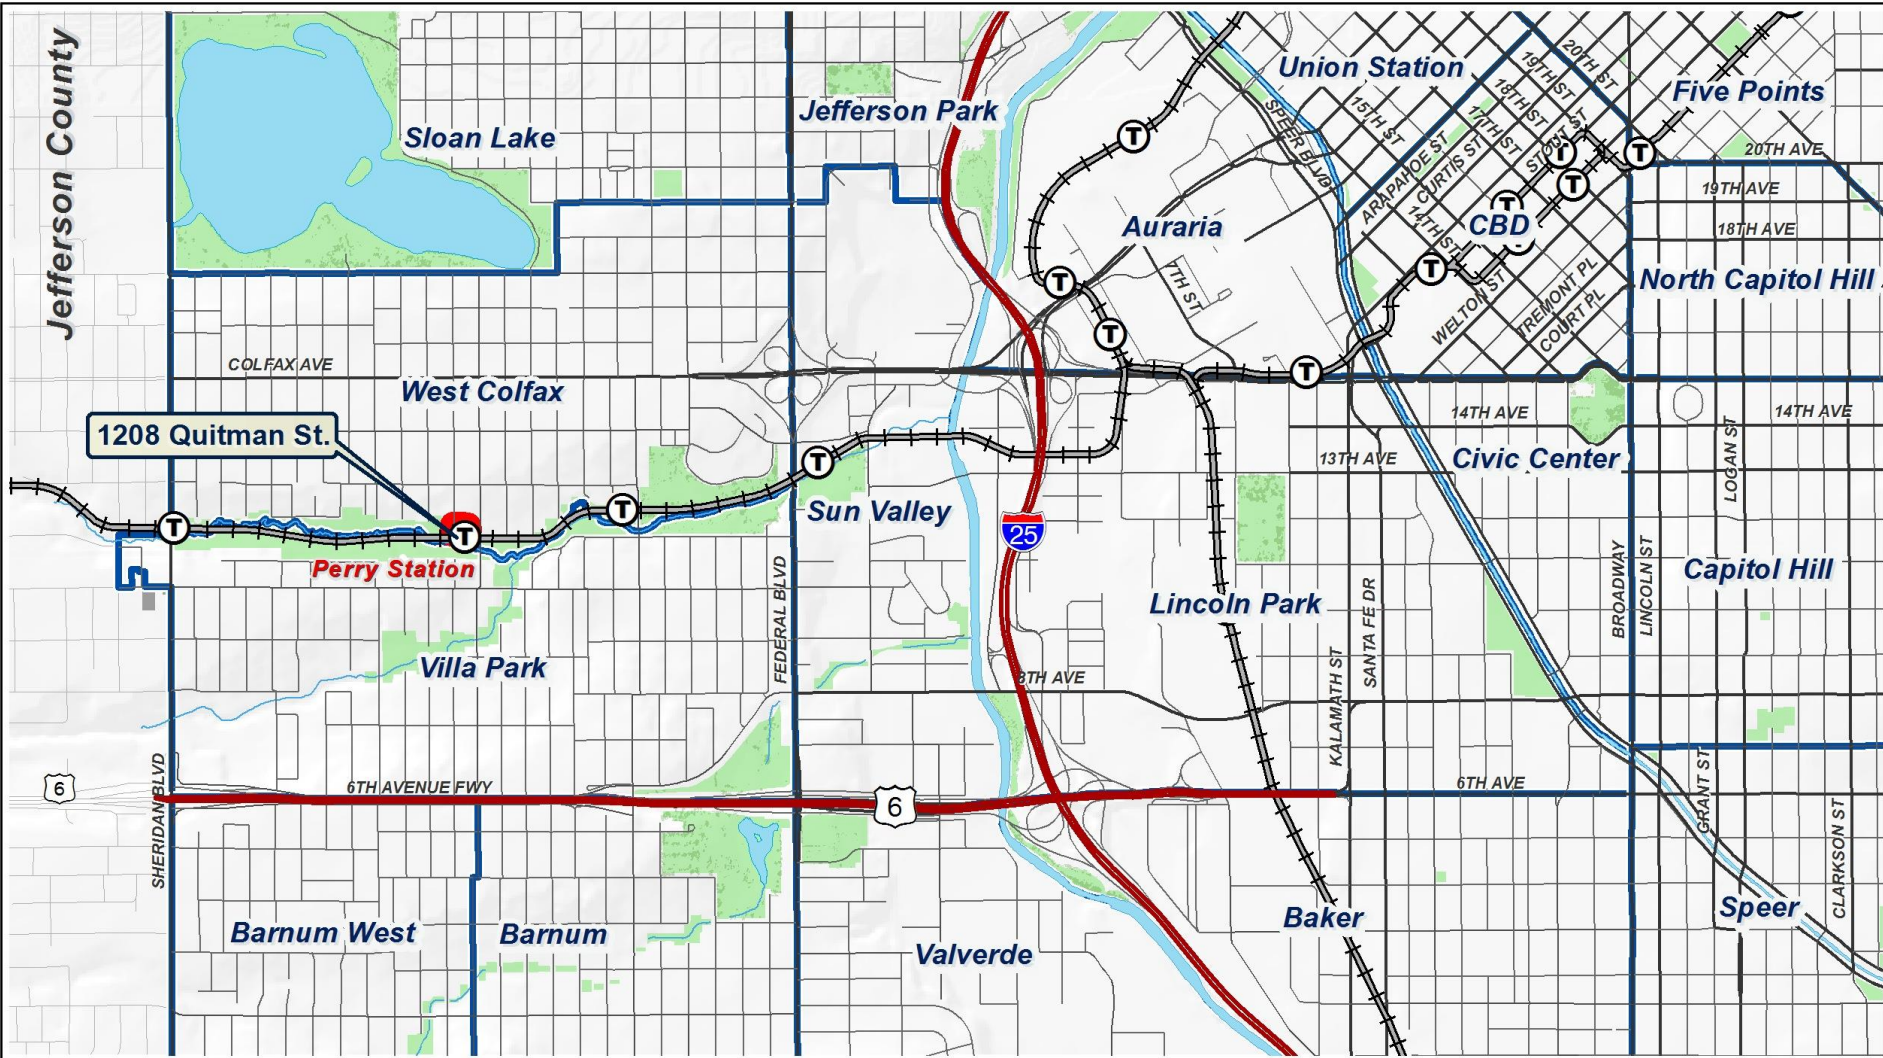 Jefferson County
Sloan Lake
Jefferson Park
Union Station
Five Points
20TH ST
19TH ST
18TH ST
17TH ST
15TH ST
14TH ST
SPEER BLVD
ARAPAHOE ST
CURTIS ST
STOUT ST
CBD
20TH AVE
19TH AVE
18TH AVE
Auraria
7TH ST
WELTON ST
TREMONT PL
COURT PL
North Capitol Hill
COLFAX AVE
West Colfax
1208 Quitman St.
14TH AVE
14TH AVE
13TH AVE
Civic Center
LOGAN ST
Sun Valley
25
Perry Station
FEDERAL BLVD
Capitol Hill
BROADWAY
LINCOLN ST
Lincoln Park
SANTA FE DR
KALAMATH ST
Villa Park
8TH AVE
6
SHERIDAN BLVD
6TH AVENUE FWY
6
6TH AVE
GRANT ST
CLARKSON ST
Barnum West
Barnum
Valverde
Baker
Speer
T
T
T
T
T
T
T
T
T
T
T
T
T
T